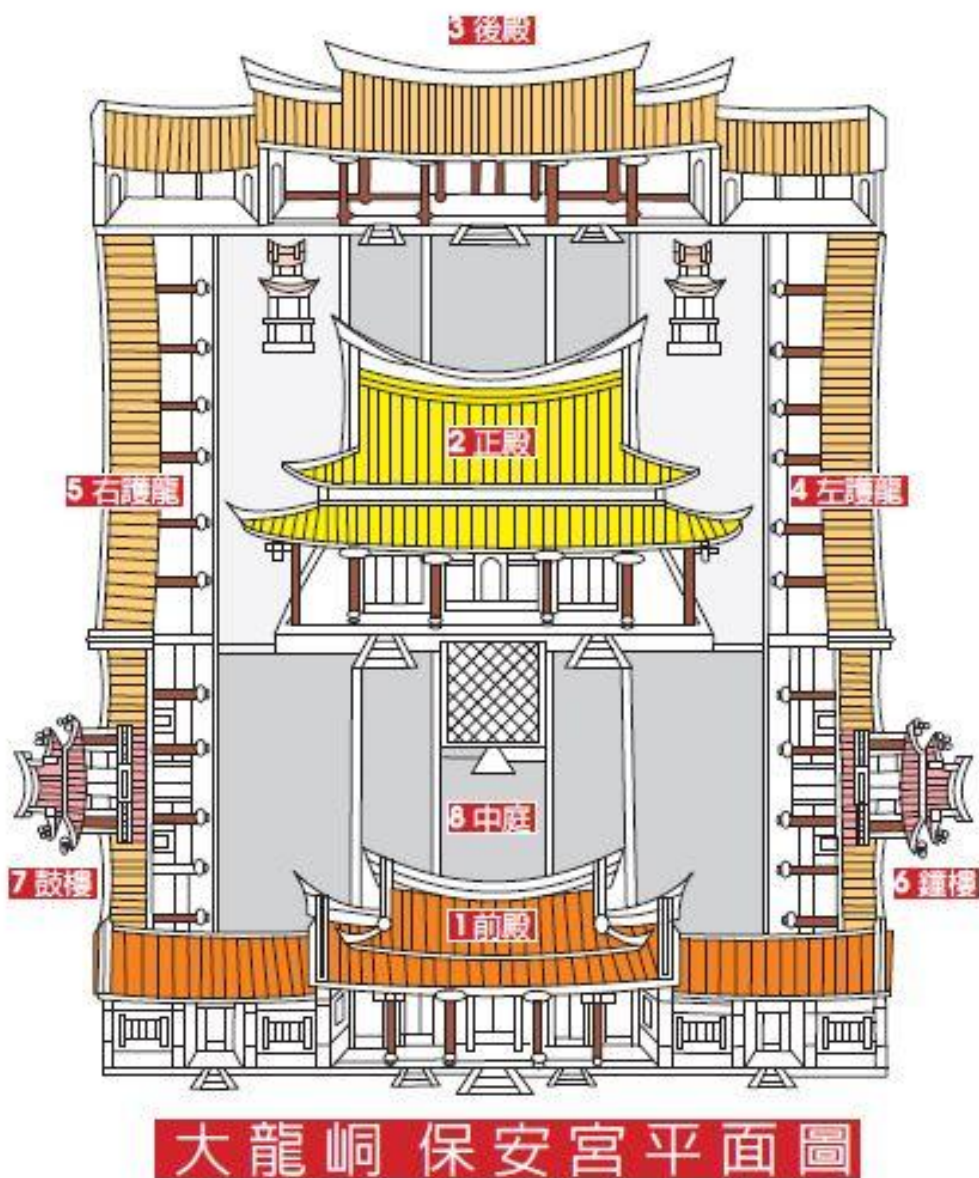 3 後殿
2 正殿
5 右護龍
4 左護龍
8 中庭
7 鼓樓
6 鐘樓
1 前殿
大龍峒 保安宮平面圖